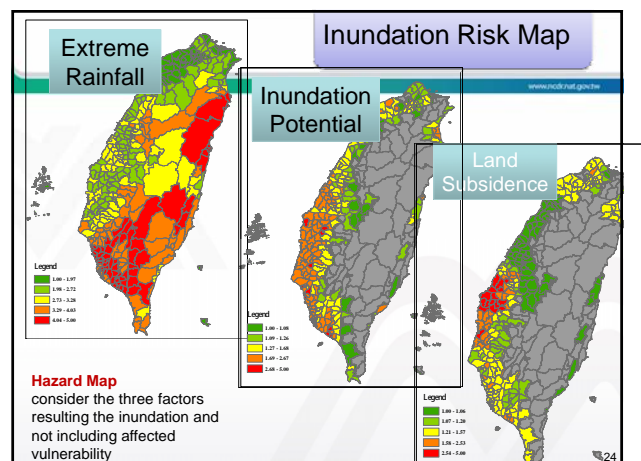 Inundation Risk Map
www.ncdr.nat.gov.tw
Extreme
Rainfall
Legend
1.00 - 1.97
1.98 - 2.72
2.73 - 3.28
3.29 - 4.03
4.04 - 5.00
Inundation
Potential
Legend
1.00 - 1.08
1.09 - 1.26
1.27 - 1.68
1.69 - 2.67
2.68 - 5.00
Land
Subsidence
Legend
1.00 - 1.06
1.07 - 1.20
1.21 - 1.57
1.58 - 2.53
2.54 - 5.00
Hazard Map
consider the three factors
resulting the inundation and
not including affected
vulnerability
24